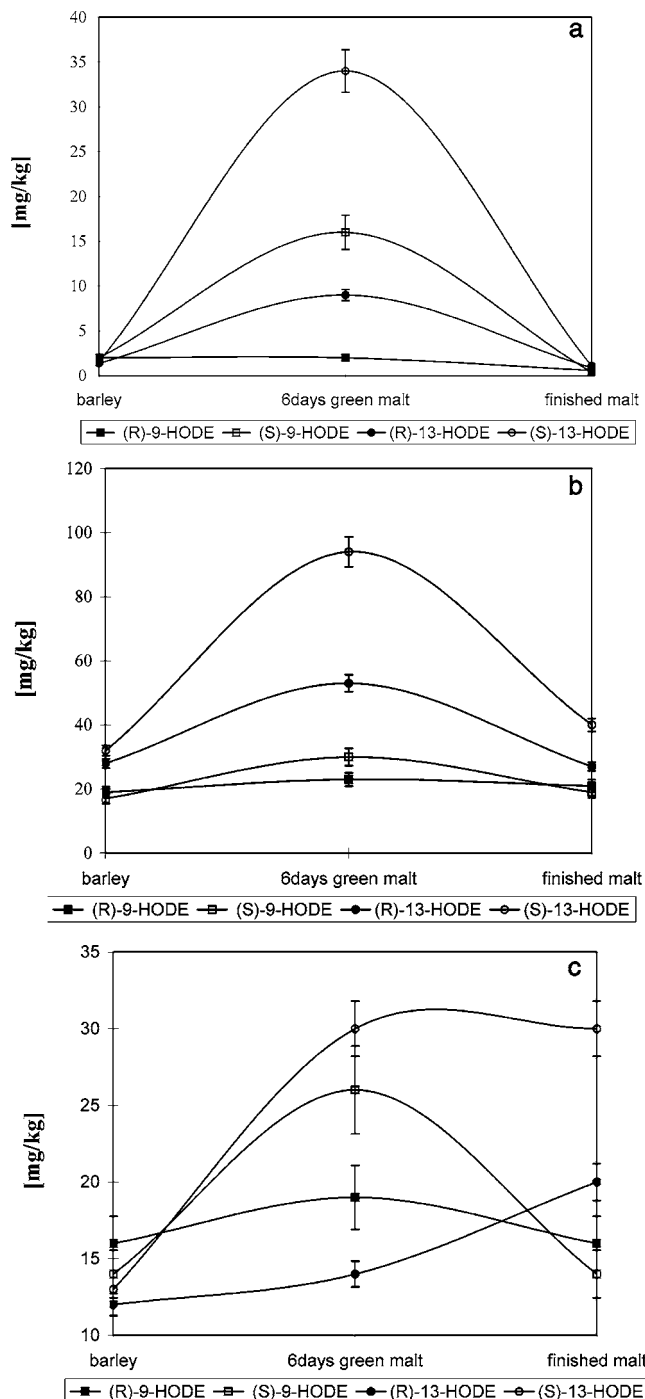 a
40
35
30
25
20
15
10
5
0
[mg/kg]
barley 6days green malt finished malt
(R)-9-HODE (S)-9-HODE (R)-13-HODE (S)-13-HODE
b
120
100
80
60
40
20
0
[mg/kg]
barley 6days green malt finished malt
(R)-9-HODE (S)-9-HODE (R)-13-HODE (S)-13-HODE
c
35
30
25
20
15
10
[mg/kg]
barley 6days green malt finished malt
(R)-9-HODE (S)-9-HODE (R)-13-HODE (S)-13-HODE